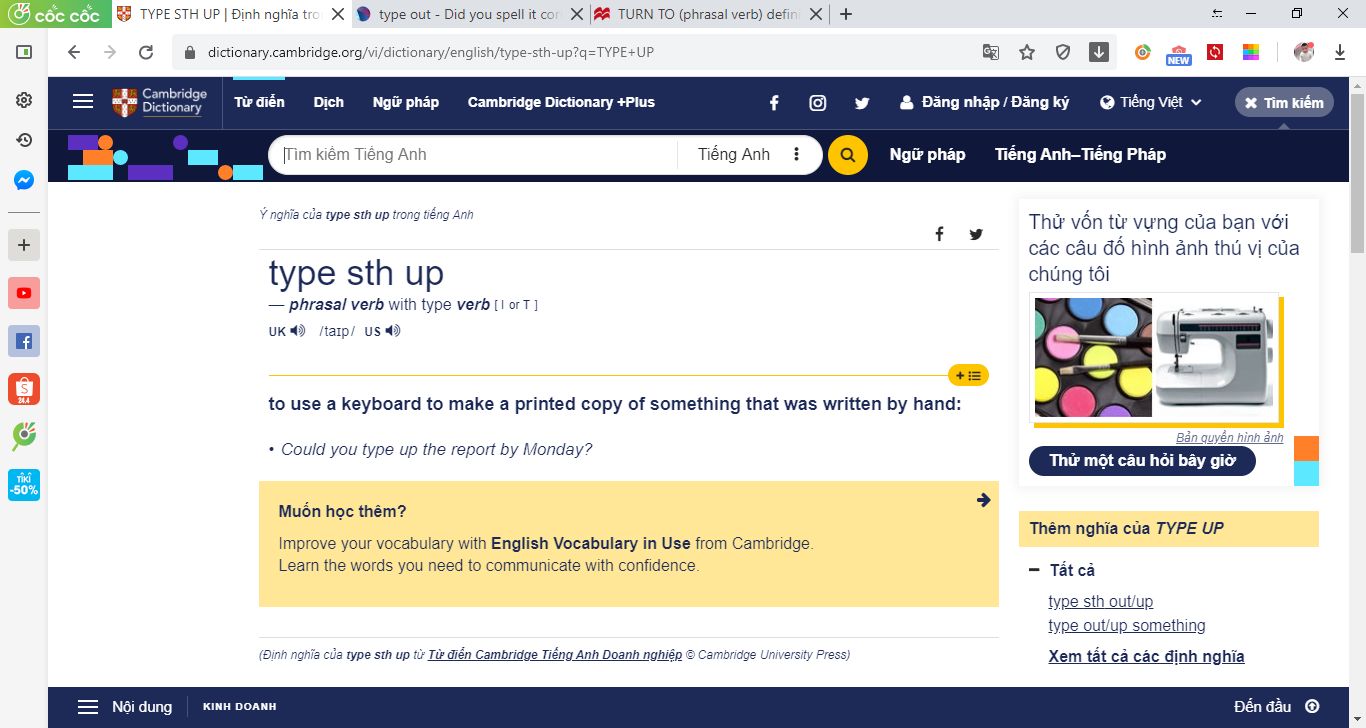 cốc cốc
TYPE STH UP | Định nghĩa tro
type out - Did you spell it cor
TURN TO (phrasal verb) defini
dictionary.cambridge.org/vi/dictionary/english/type-sth-up?q=TYPE+UP
NEW
Cambridge
Dictionary
Từ điển
Dịch
Ngữ pháp
Cambridge Dictionary +Plus
Đăng nhập / Đăng ký
Tiếng Việt
Tìm kiếm
Tìm kiếm Tiếng Anh
Tiếng Anh
Ngữ pháp
Tiếng Anh–Tiếng Pháp
Ý nghĩa của type sth up trong tiếng Anh
type sth up
— phrasal verb with type verb [ I or T ]
UK /taɪp/ US
to use a keyboard to make a printed copy of something that was written by hand:
• Could you type up the report by Monday?
Muốn học thêm?
Improve your vocabulary with English Vocabulary in Use from Cambridge.
Learn the words you need to communicate with confidence.
(Định nghĩa của type sth up từ Từ điển Cambridge Tiếng Anh Doanh nghiệp © Cambridge University Press)
Thử vốn từ vựng của bạn với
các câu đố hình ảnh thú vị của
chúng tôi
Bản quyền hình ảnh
Thử một câu hỏi bây giờ
Thêm nghĩa của TYPE UP
Tất cả
type sth out/up
type out/up something
Xem tất cả các định nghĩa
S
24.4
TIKI
-50%
Nội dung
KINH DOANH
Đến đầu